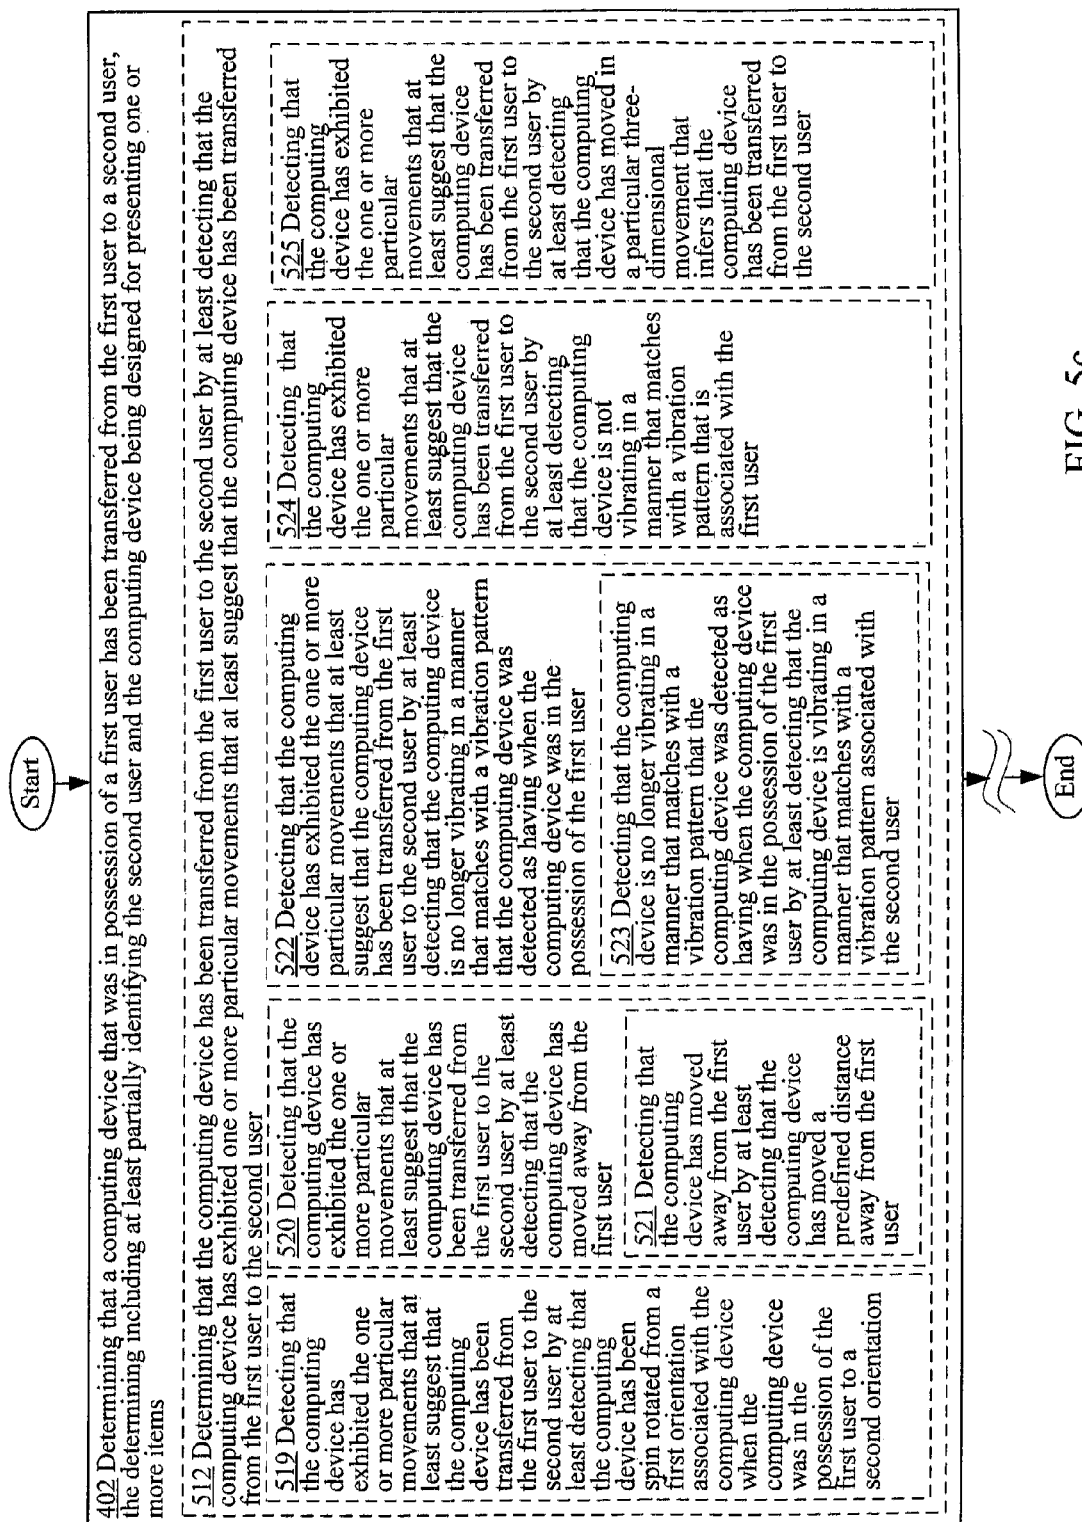 Start
402 Determining that a computing device that was in possession of a first user has been transferred from the first user to a second user,
the determining including at least partially identifying the second user and the computing device being designed for presenting one or
more items
512 Determining that the computing device has been transferred from the first user to the second user by at least detecting that the
computing device has exhibited one or more particular movements that at least suggest that the computing device has been transferred
from the first user to the second user
519 Detecting that
the computing
device has
exhibited the one
or more particular
movements that at
least suggest that
the computing
device has been
transferred from
the first user to the
second user by at
least detecting that
the computing
device has been
spin rotated from a
first orientation
associated with the
computing device
when the
computing device
was in the
possession of the
first user to a
second orientation
520 Detecting that the
computing device has
exhibited the one or
more particular
movements that at
least suggest that the
computing device has
been transferred from
the first user to the
second user by at least
detecting that the
computing device has
moved away from the
first user
521 Detecting that
the computing
device has moved
away from the first
user by at least
detecting that the
computing device
has moved a
predefined distance
away from the first
user
522 Detecting that the computing
device has exhibited the one or more
particular movements that at least
suggest that the computing device
has been transferred from the first
user to the second user by at least
detecting that the computing device
is no longer vibrating in a manner
that matches with a vibration pattern
that the computing device was
detected as having when the
computing device was in the
possession of the first user
523 Detecting that the computing
device is no longer vibrating in a
manner that matches with a
vibration pattern that the
computing device was detected as
having when the computing device
was in the possession of the first
user by at least detecting that the
computing device is vibrating in a
manner that matches with a
vibration pattern associated with
the second user
524 Detecting that
the computing
device has exhibited
the one or more
particular
movements that at
least suggest that the
computing device
has been transferred
from the first user to
the second user by
at least detecting
that the computing
device is not
vibrating in a
manner that matches
with a vibration
pattern that is
associated with the
first user
525 Detecting that
the computing
device has exhibited
the one or more
particular
movements that at
least suggest that the
computing device
has been transferred
from the first user to
the second user by
at least detecting
that the computing
device has moved in
a particular three-
dimensional
movement that
infers that the
computing device
has been transferred
from the first user to
the second user
End
FIG. 5c